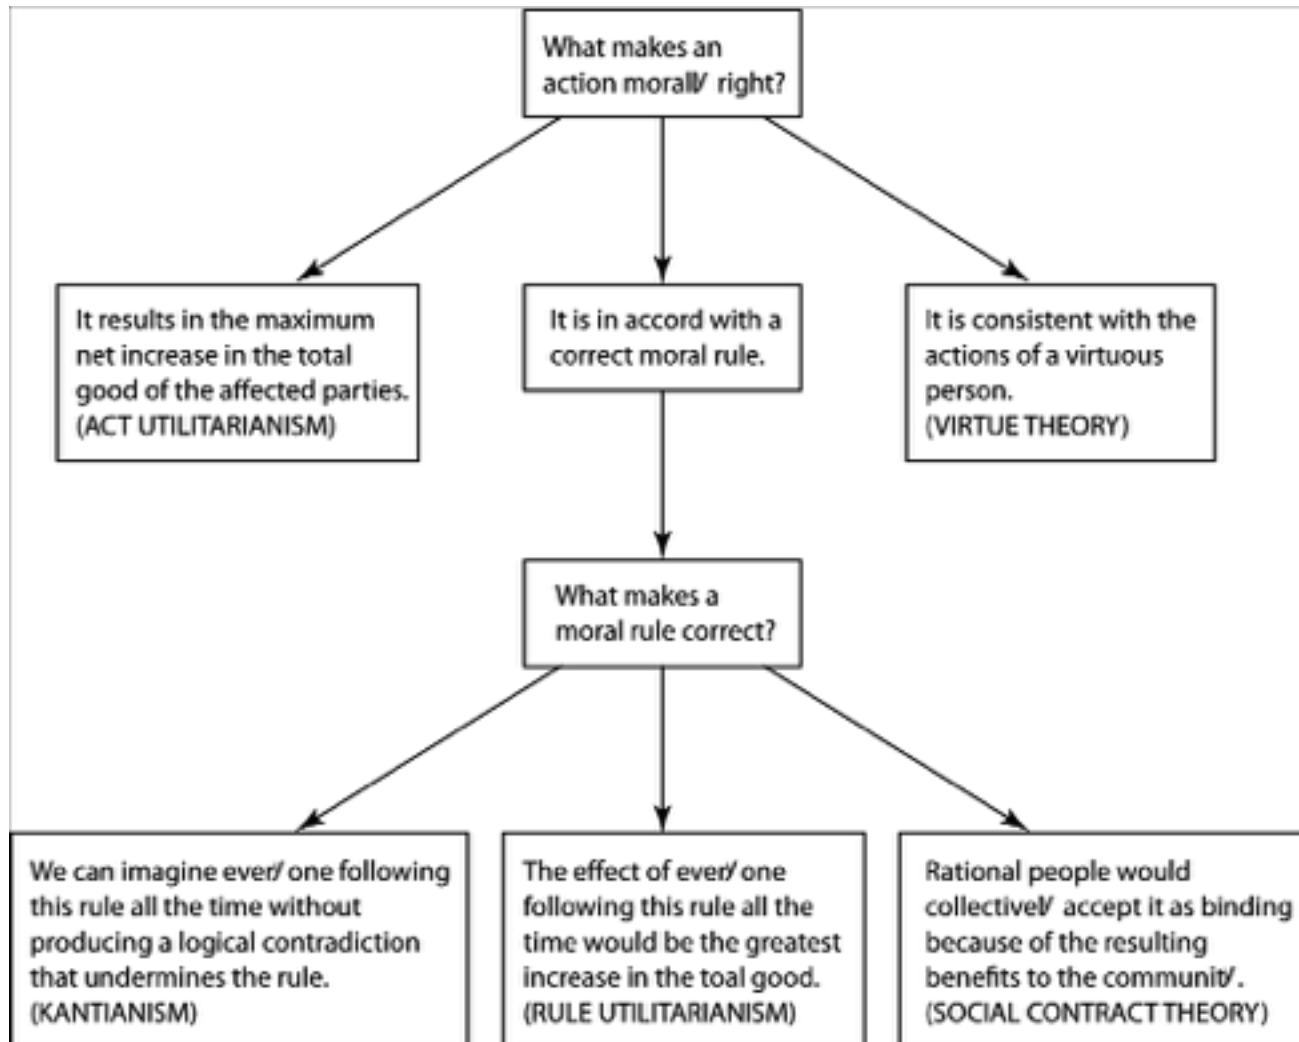 What makes an
action morally right?
It results in the maximum
net increase in the total
good of the affected parties.
(ACT UTILITARIANISM)
It is in accord with a
correct moral rule.
It is consistent with the
actions of a virtuous
person.
(VIRTUE THEORY)
What makes a
moral rule correct?
We can imagine everyone following
this rule all the time without
producing a logical contradiction
that undermines the rule.
(KANTIANISM)
The effect of everyone
following this rule all the
time would be the greatest
increase in the toal good.
(RULE UTILITARIANISM)
Rational people would
collectively accept it as binding
because of the resulting
benefits to the community.
(SOCIAL CONTRACT THEORY)